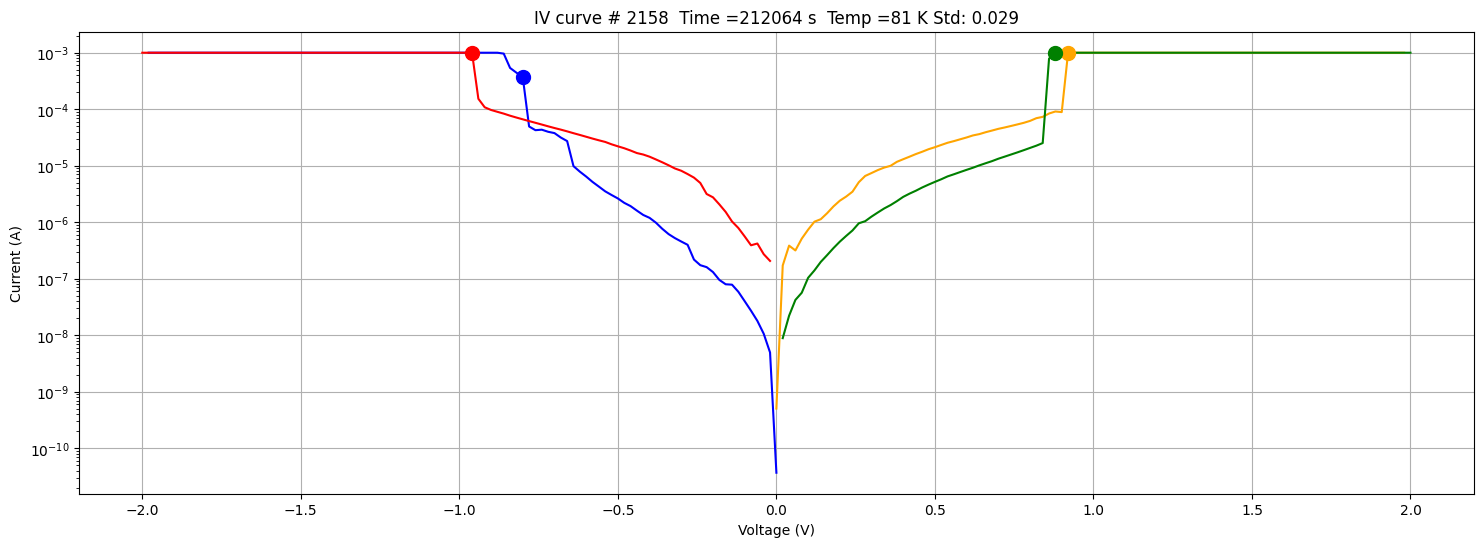 IV curve # 2158  Time =212064 s  Temp =81 K Std: 0.029
Current (A)
10⁻³
10⁻⁴
10⁻⁵
10⁻⁶
10⁻⁷
10⁻⁸
10⁻⁹
10⁻¹⁰
−2.0 −1.5 −1.0 −0.5 0.0 0.5 1.0 1.5 2.0
Voltage (V)